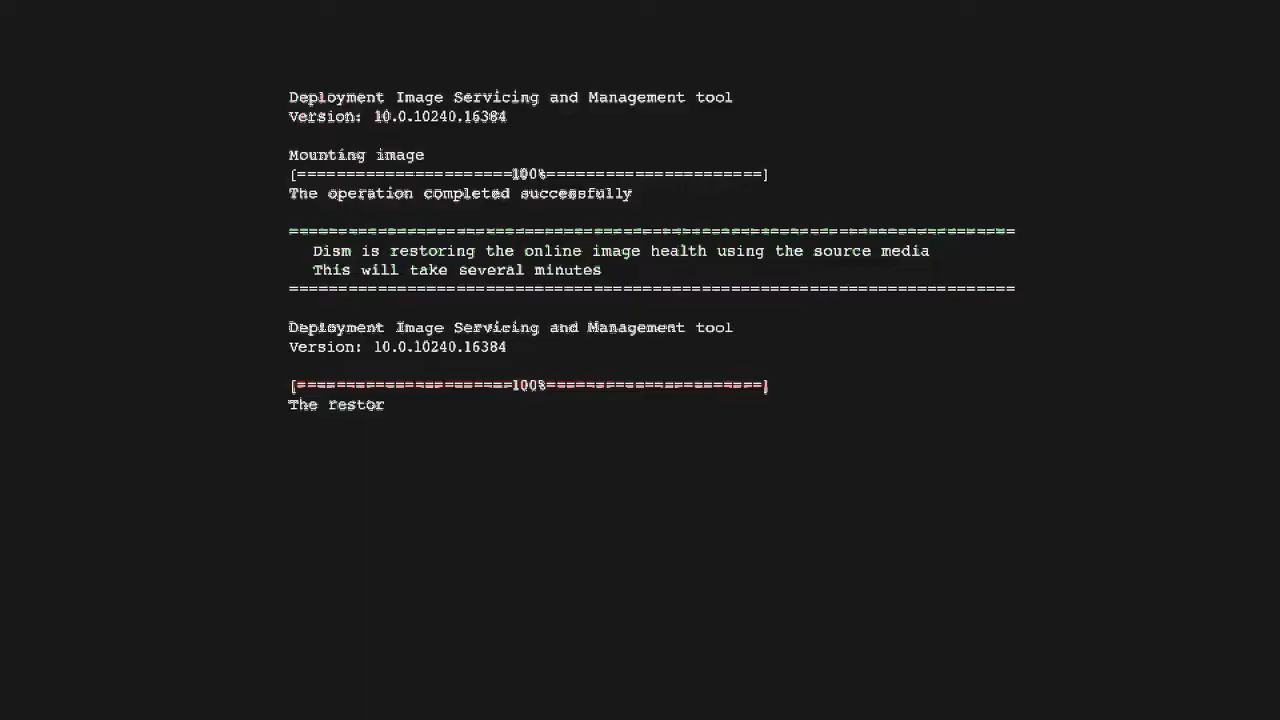 Deployment Image Servicing and Management tool
Version: 10.0.10240.16384
Mounting image
[======================100%======================]
The operation completed successfully
===========================================================================
Dism is restoring the online image health using the source media
This will take several minutes
===========================================================================
Deployment Image Servicing and Management tool
Version: 10.0.10240.16384
[======================100%======================]
The restor